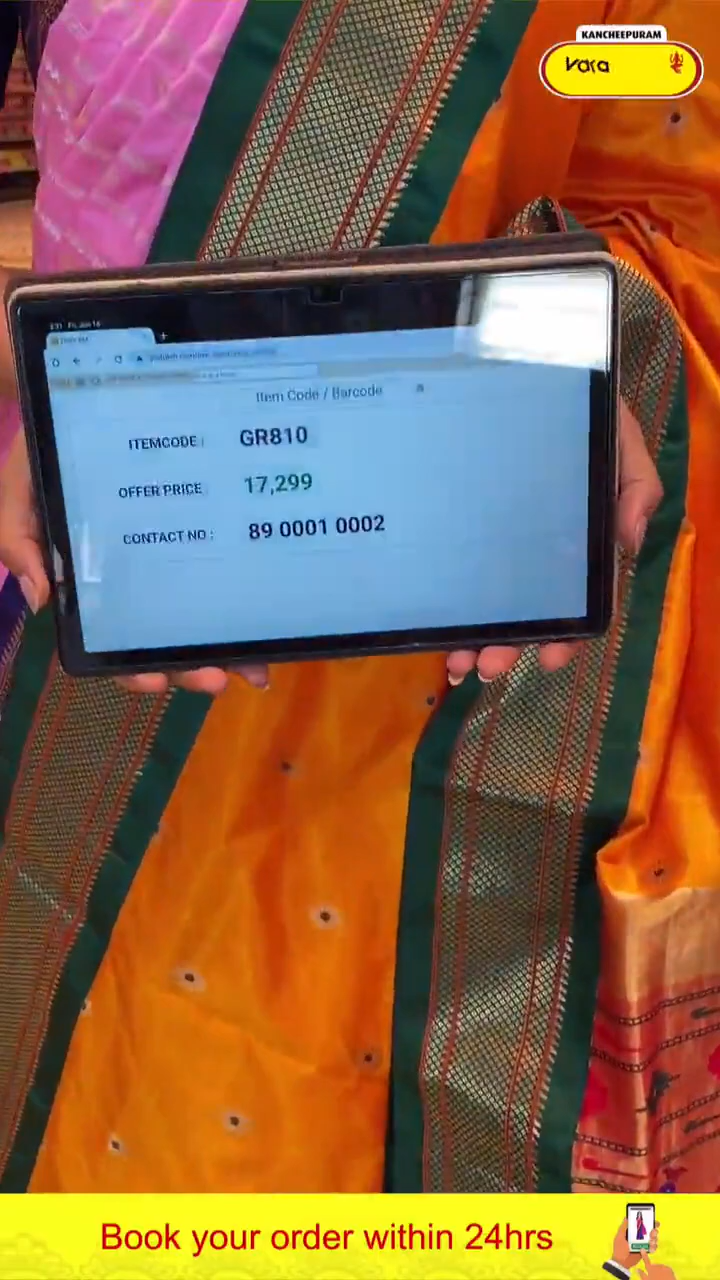 KANCHEEPURAM
Vara
Item Code / Barcode
ITEMCODE :
GR810
OFFER PRICE
17,299
CONTACT NO :
89 0001 0002
Book your order within 24hrs